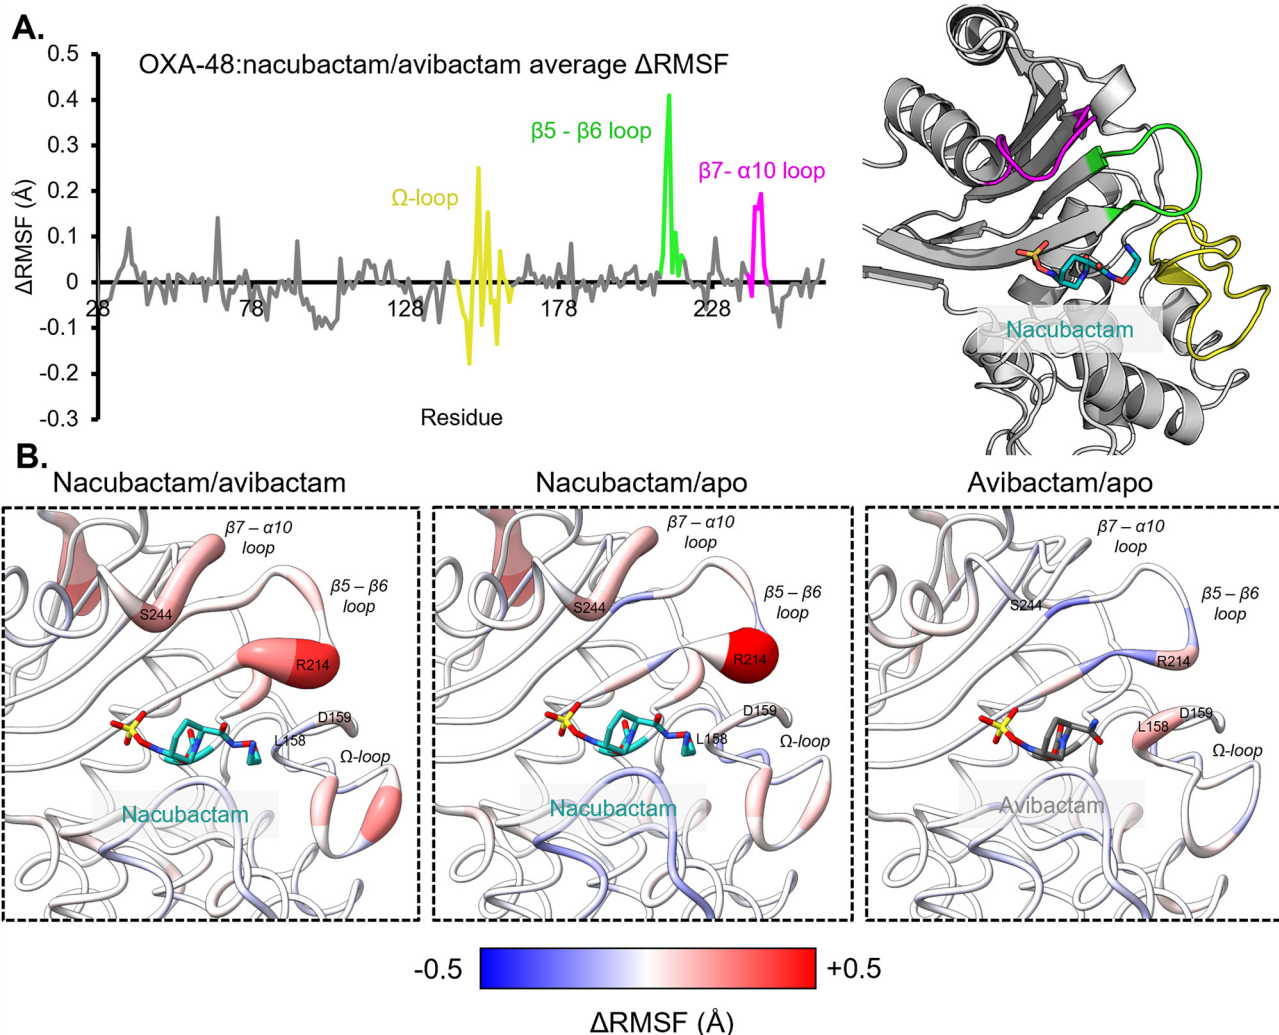 A.
OXA-48:nacubactam/avibactam average ΔRMSF
0.5
0.4
0.3
0.2
0.1
0
-0.1
-0.2
-0.3
ΔRMSF (Å)
β5 - β6 loop
β7- α10 loop
Ω-loop
28
78
128
178
228
Residue
Nacubactam
B.
Nacubactam/avibactam
β7 – α10
loop
S244
β5 – β6
loop
R214
D159
L158
Ω-loop
Nacubactam
Nacubactam/apo
β7 – α10
loop
S244
β5 – β6
loop
R214
D159
L158
Ω-loop
Nacubactam
Avibactam/apo
β7 – α10
loop
S244
β5 – β6
loop
R214
D159
L158
Ω-loop
Avibactam
-0.5
+0.5
ΔRMSF (Å)